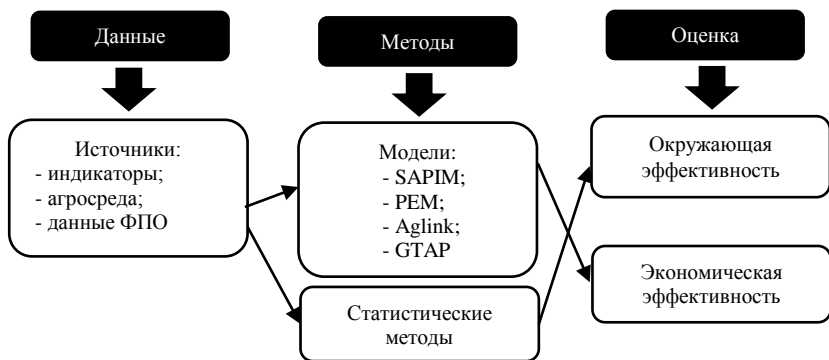 Данные
Методы
Оценка
Источники:
- индикаторы;
- агросреда;
- данные ФПО
Модели:
- SAPIM;
- PEM;
- Aglink;
- GTAP
Статистические
методы
Окружающая
эффективность
Экономическая
эффективность